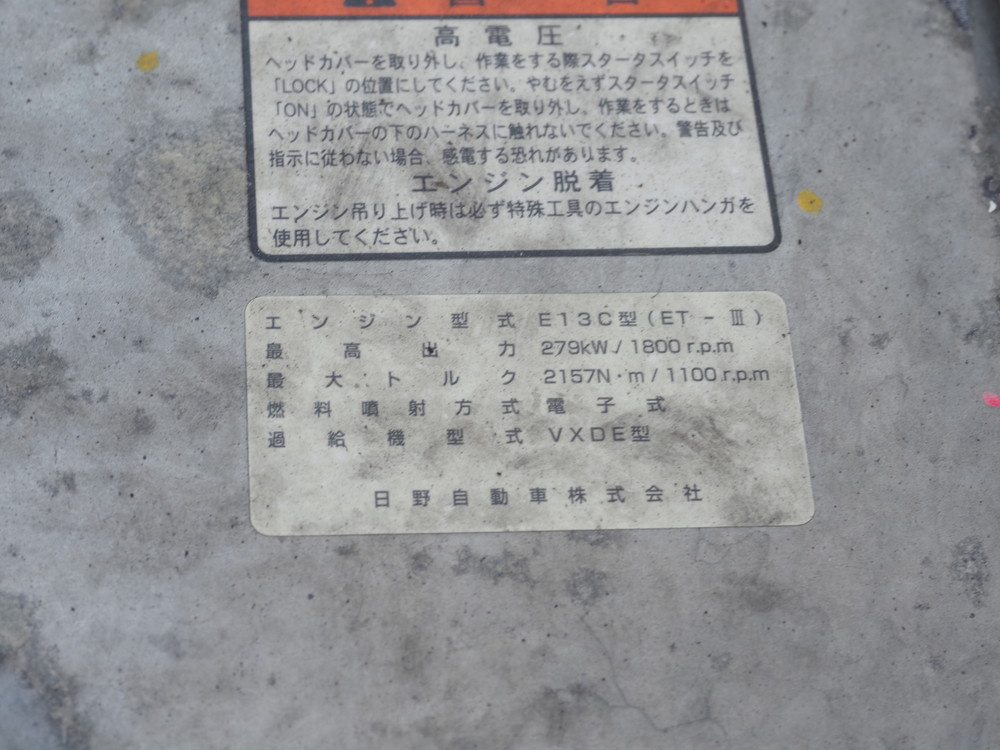 高電圧
ヘッドカバーを取り外し、作業をする際スタータスイッチを
「LOCK」の位置にしてください。やむをえずスタータスイッチ
「ON」の状態でヘッドカバーを取り外し、作業をするときは
ヘッドカバーの下のハーネスに触れないでください。警告及び
指示に従わない場合、感電する恐れがあります。
エンジン脱着
エンジン吊り上げ時は必ず特殊工具のエンジンハンガを
使用してください。
エンジン型式 E13C型(ET-Ⅲ)
最高出力 279kW/1800r.p.m
最大トルク 2157N・m/1100r.p.m
燃料噴射方式 電子式
過給機型式 VXDE型
日野自動車株式会社